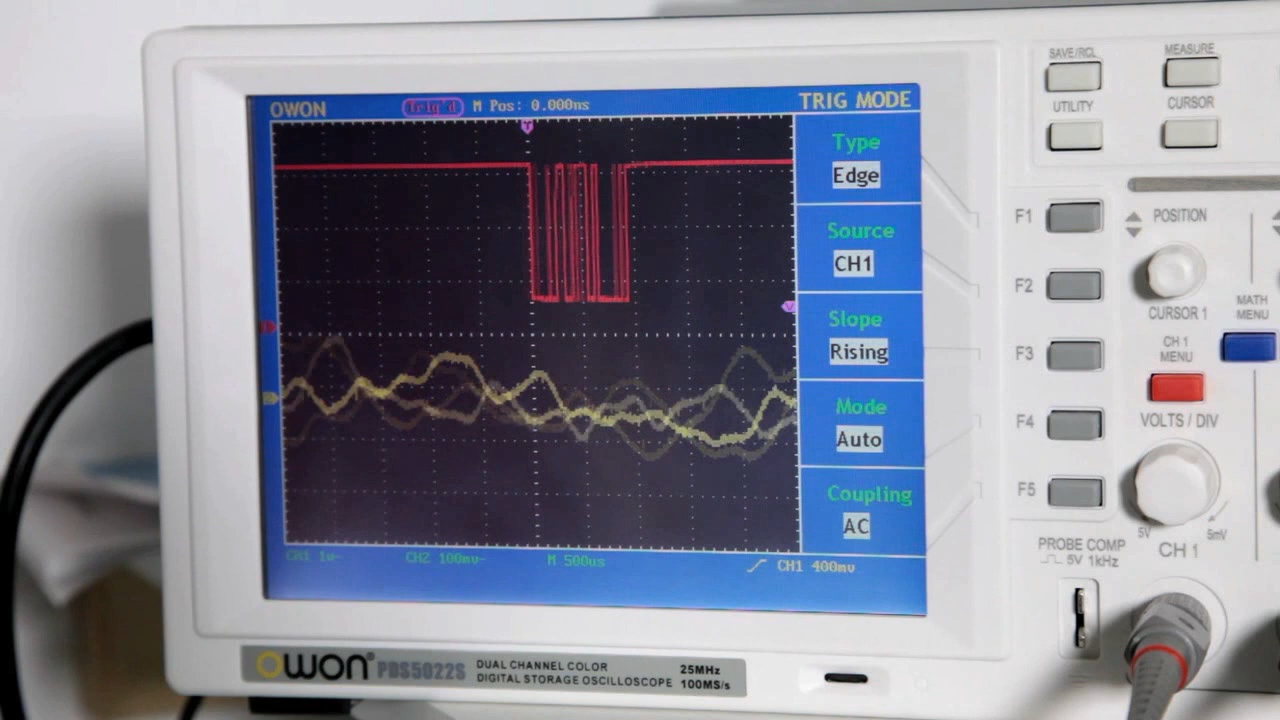 OWON Trig'd M Pos: 0.000ns TRIG MODE
Type
Edge
Source
CH1
Slope
Rising
Mode
Auto
Coupling
AC
CH1 1v~ CH2 100mv~ M 500us CH1 400mv
OWON® PDS5022S DUAL CHANNEL COLOR 25MHz
DIGITAL STORAGE OSCILLOSCOPE 100MS/s
SAVE/RCL MEASURE
UTILITY CURSOR
F1
F2
F3
F4
F5
POSITION
CURSOR 1
MATH
MENU
CH 1
MENU
VOLTS / DIV
5V 5mV
CH 1
PROBE COMP
5V 1kHz